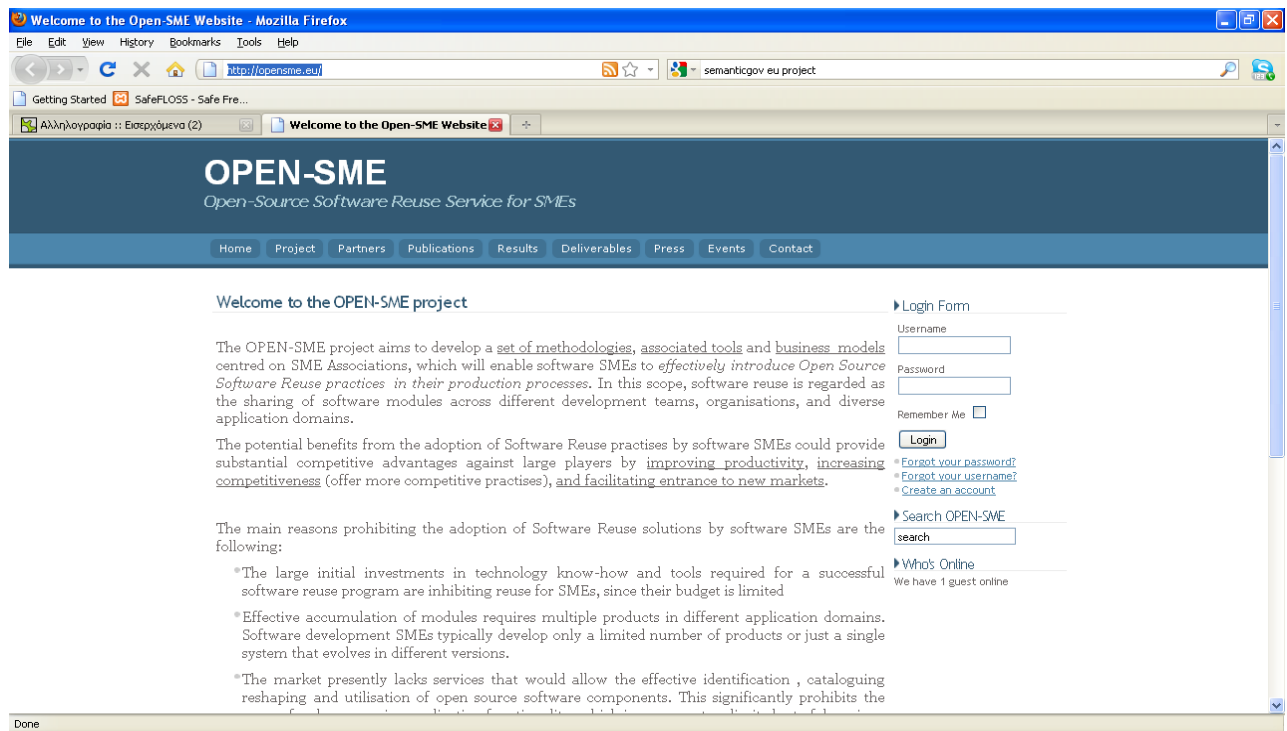 Welcome to the Open-SME Website - Mozilla Firefox
File Edit View History Bookmarks Tools Help
http://opensme.eu/
semanticgov eu project
Getting Started SafeFLOSS - Safe Fre...
Αλληλογραφία :: Εισερχόμενα (2)
Welcome to the Open-SME Website
OPEN-SME
Open-Source Software Reuse Service for SMEs
Home Project Partners Publications Results Deliverables Press Events Contact
Welcome to the OPEN-SME project
The OPEN-SME project aims to develop a set of methodologies, associated tools and business models
centred on SME Associations, which will enable software SMEs to effectively introduce Open Source
Software Reuse practices in their production processes. In this scope, software reuse is regarded as
the sharing of software modules across different development teams, organisations, and diverse
application domains.
The potential benefits from the adoption of Software Reuse practises by software SMEs could provide
substantial competitive advantages against large players by improving productivity, increasing
competitiveness (offer more competitive practises), and facilitating entrance to new markets.
The main reasons prohibiting the adoption of Software Reuse solutions by software SMEs are the
following:
The large initial investments in technology know-how and tools required for a successful
software reuse program are inhibiting reuse for SMEs, since their budget is limited
Effective accumulation of modules requires multiple products in different application domains.
Software development SMEs typically develop only a limited number of products or just a single
system that evolves in different versions.
The market presently lacks services that would allow the effective identification , cataloguing
reshaping and utilisation of open source software components. This significantly prohibits the
Login Form
Username
Password
Remember Me
Login
Forgot your password?
Forgot your username?
Create an account
Search OPEN-SME
search
Who's Online
We have 1 guest online
Done